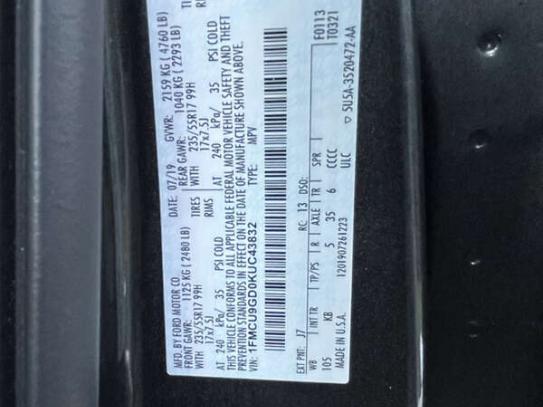 MFD. BY FORD MOTOR CO.
DATE: 07/19 GVWR: 2159 KG ( 4760 LB)
FRONT GAWR: 1125 KG ( 2480 LB) REAR GAWR: 1040 KG ( 2293 LB)
WITH 235/55R17 99H TIRES WITH 235/55R17 99H
17x7.5J RIMS 17x7.5J
AT 240 kPa/ 35 PSI COLD AT 240 kPa/ 35 PSI COLD
THIS VEHICLE CONFORMS TO ALL APPLICABLE FEDERAL MOTOR VEHICLE SAFETY AND THEFT
PREVENTION STANDARDS IN EFFECT ON THE DATE OF MANUFACTURE SHOWN ABOVE.
VIN: 1FMCU9GD0KUC43832 TYPE: MPV
F0113
T0321
EXT PNT: J7 RC: 13 DSO:
WB INT TR TP/PS R AXLE TR SPR
105 KB 5 35 6 CCCC
MADE IN U.S.A. 1201907261223 ULC
5U5A-3520472-AA